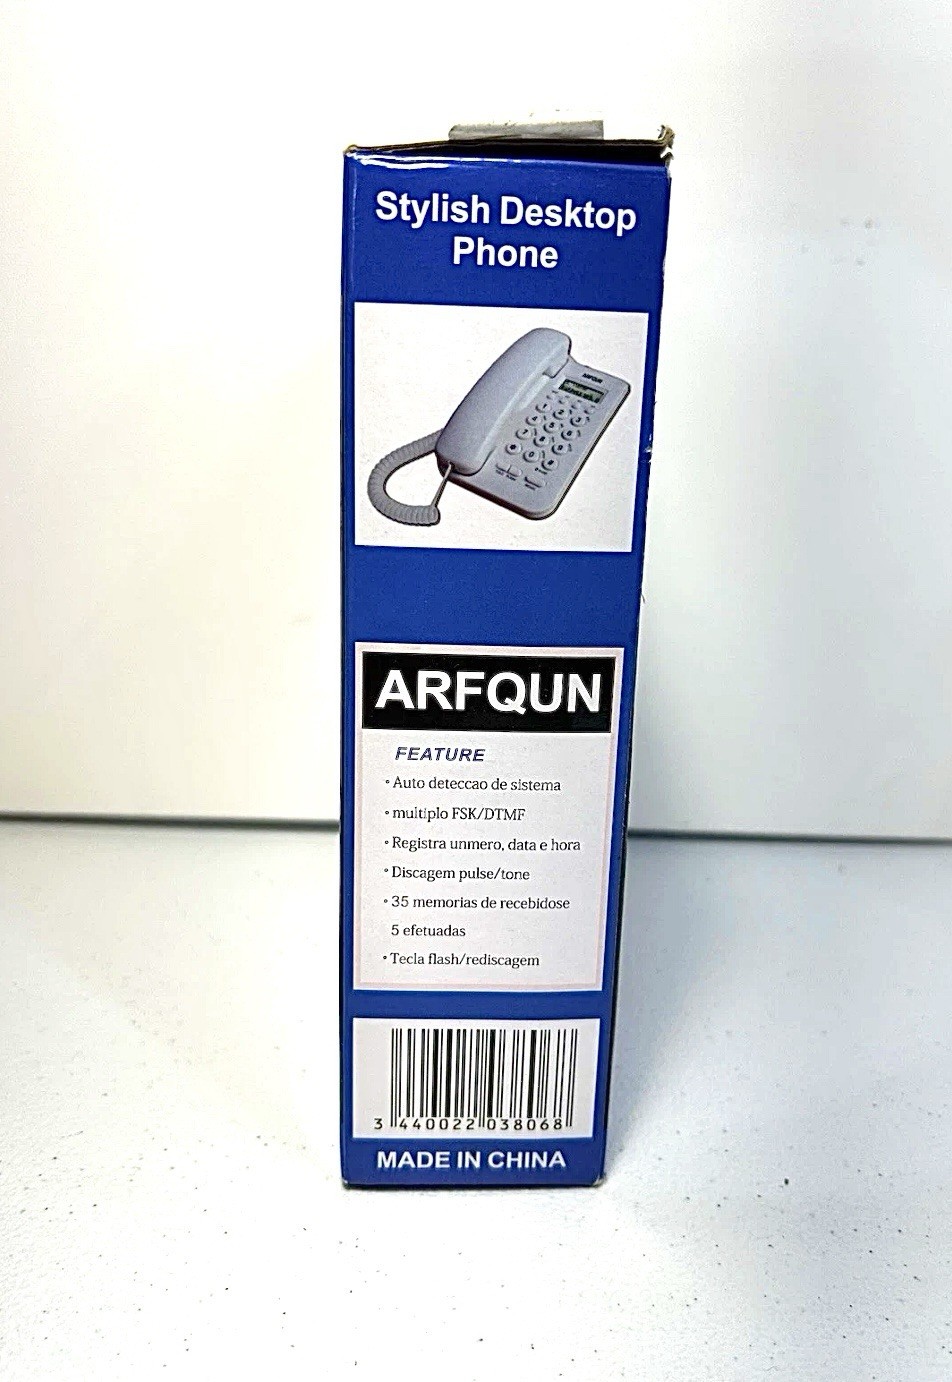 Stylish Desktop
Phone
ARFQUN
ARFQUN
FEATURE
• Auto deteccao de sistema
• multiplo FSK/DTMF
• Registra unmero, data e hora
• Discagem pulse/tone
• 35 memorias de recebidose
5 efetuadas
• Tecla flash/rediscagem
3 440022 038068
MADE IN CHINA